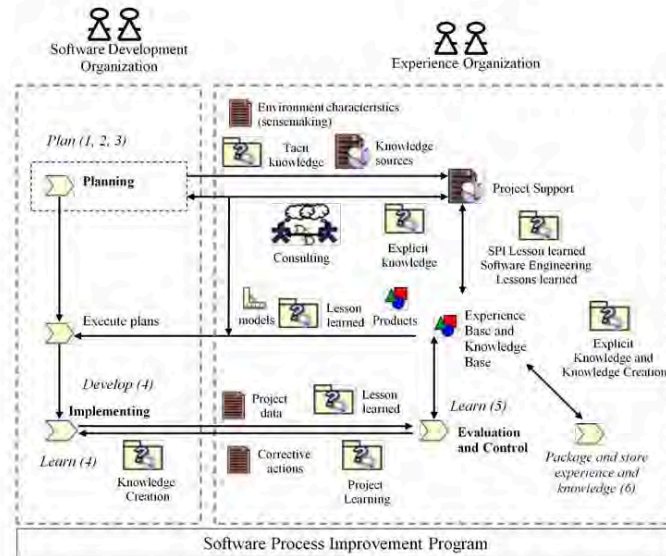 Software Development
Organization
Experience Organization
Environment characteristics
(sensemaking)
Plan (1, 2, 3)
Tacit
knowledge
Knowledge
sources
Planning
Project Support
Consulting
Explicit
knowledge
SPI Lesson learned
Software Engineering
Lessons learned
models
Lesson
learned
Products
Execute plans
Experience
Base and
Knowledge
Base
Explicit
Knowledge and
Knowledge Creation
Develop (4)
Implementing
Project
data
Lesson
learned
Learn (5)
Evaluation
and Control
Learn (4)
Knowledge
Creation
Corrective
actions
Project
Learning
Package and store
experience and
knowledge (6)
Software Process Improvement Program